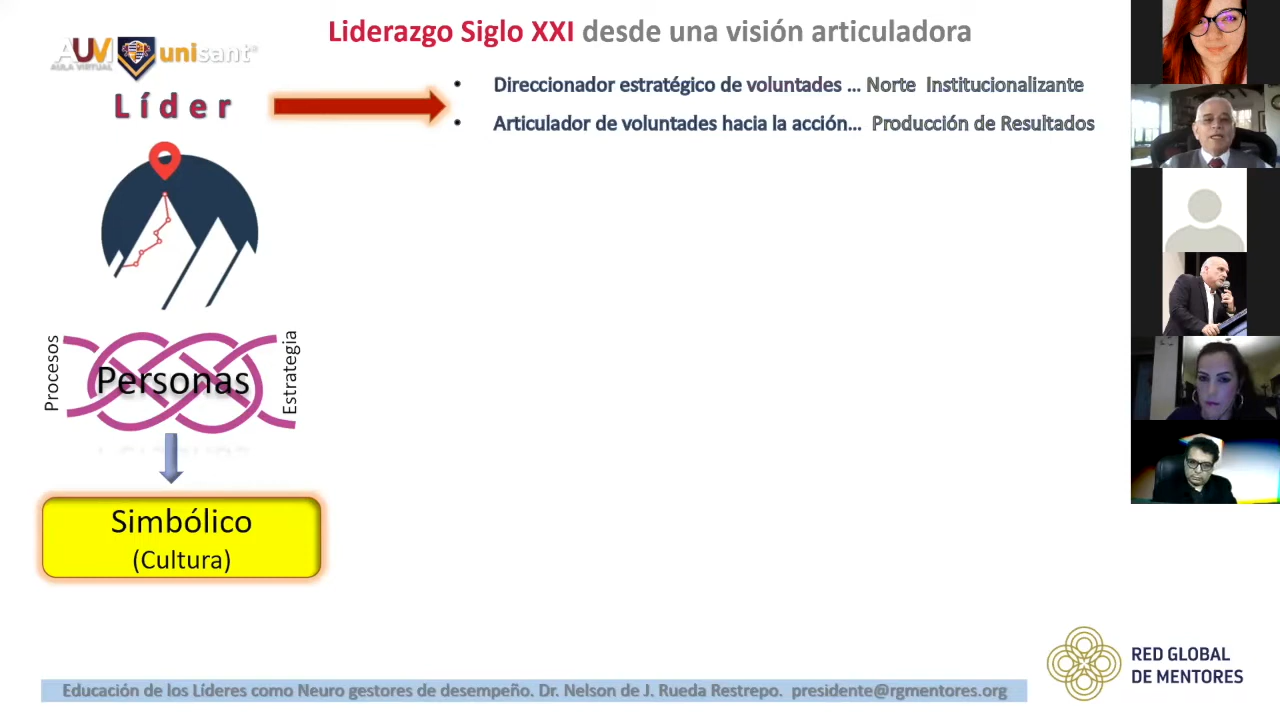 Liderazgo Siglo XXI desde una visión articuladora
AUV unisant®
AULA VIRTUAL
Líder
• Direccionador estratégico de voluntades ... Norte Institucionalizante
• Articulador de voluntades hacia la acción... Producción de Resultados
Procesos
Personas
Estrategia
Simbólico
(Cultura)
RED GLOBAL
DE MENTORES
Educación de los Líderes como Neuro gestores de desempeño. Dr. Nelson de J. Rueda Restrepo. presidente@rgmentores.org